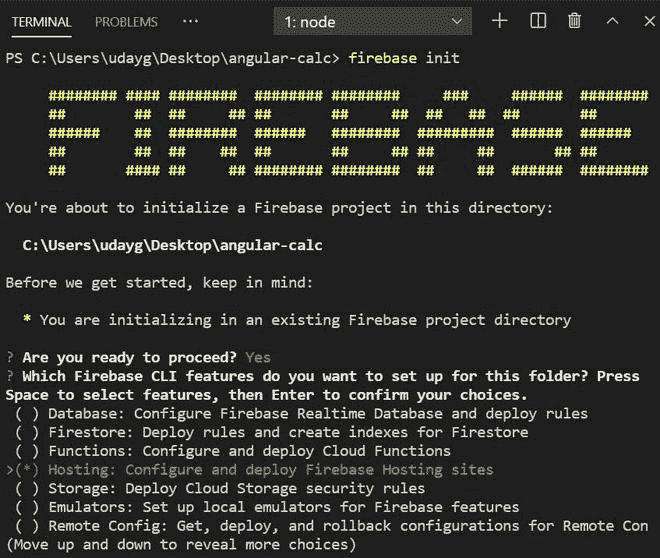 TERMINAL PROBLEMS ... 1: node
PS C:\Users\udayg\Desktop\angular-calc> firebase init
FIREBASE
You're about to initialize a Firebase project in this directory:
C:\Users\udayg\Desktop\angular-calc
Before we get started, keep in mind:
* You are initializing in an existing Firebase project directory
? Are you ready to proceed? Yes
? Which Firebase CLI features do you want to set up for this folder? Press
Space to select features, then Enter to confirm your choices.
( ) Database: Configure Firebase Realtime Database and deploy rules
( ) Firestore: Deploy rules and create indexes for Firestore
( ) Functions: Configure and deploy Cloud Functions
>(*) Hosting: Configure and deploy Firebase Hosting sites
( ) Storage: Deploy Cloud Storage security rules
( ) Emulators: Set up local emulators for Firebase features
( ) Remote Config: Get, deploy, and rollback configurations for Remote Con
(Move up and down to reveal more choices)